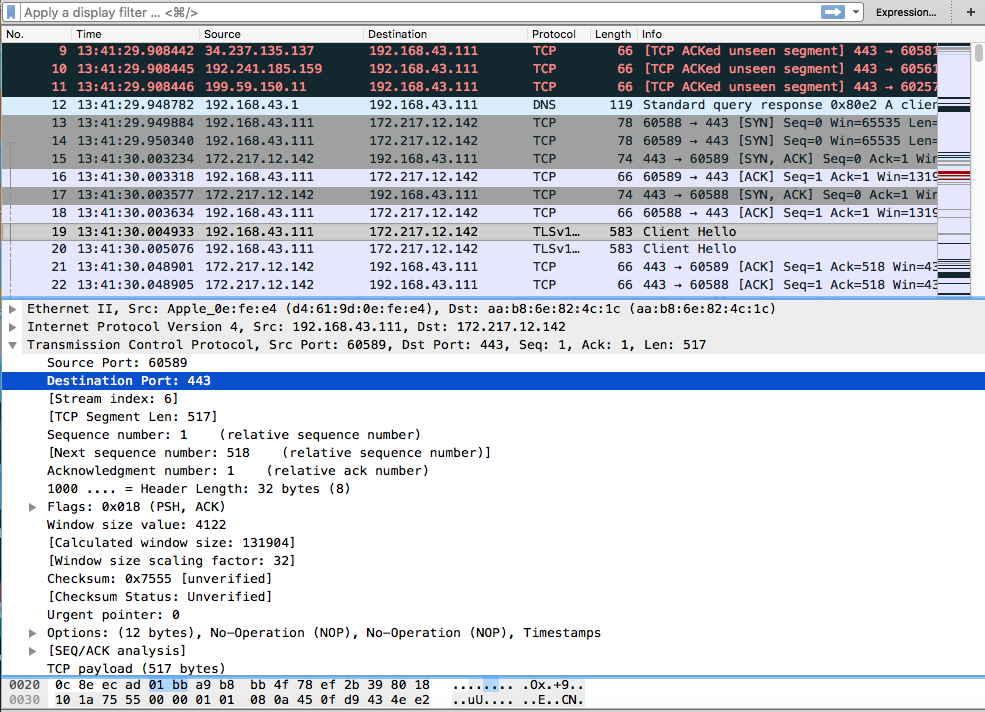 Apply a display filter ... <⌘/> Expression... +
No. Time Source Destination Protocol Length Info
9 13:41:29.908442 34.237.135.137 192.168.43.111 TCP 66 [TCP ACKed unseen segment] 443 → 60581
10 13:41:29.908445 192.241.185.159 192.168.43.111 TCP 66 [TCP ACKed unseen segment] 443 → 60561
11 13:41:29.908446 199.59.150.11 192.168.43.111 TCP 66 [TCP ACKed unseen segment] 443 → 60257
12 13:41:29.948782 192.168.43.1 192.168.43.111 DNS 119 Standard query response 0x80e2 A clien
13 13:41:29.949884 192.168.43.111 172.217.12.142 TCP 78 60588 → 443 [SYN] Seq=0 Win=65535 Len=
14 13:41:29.950340 192.168.43.111 172.217.12.142 TCP 78 60589 → 443 [SYN] Seq=0 Win=65535 Len=
15 13:41:30.003234 172.217.12.142 192.168.43.111 TCP 74 443 → 60589 [SYN, ACK] Seq=0 Ack=1 Win
16 13:41:30.003318 192.168.43.111 172.217.12.142 TCP 66 60589 → 443 [ACK] Seq=1 Ack=1 Win=1319
17 13:41:30.003577 172.217.12.142 192.168.43.111 TCP 74 443 → 60588 [SYN, ACK] Seq=0 Ack=1 Win
18 13:41:30.003634 192.168.43.111 172.217.12.142 TCP 66 60588 → 443 [ACK] Seq=1 Ack=1 Win=1319
19 13:41:30.004933 192.168.43.111 172.217.12.142 TLSv1… 583 Client Hello
20 13:41:30.005076 192.168.43.111 172.217.12.142 TLSv1… 583 Client Hello
21 13:41:30.048901 172.217.12.142 192.168.43.111 TCP 66 443 → 60589 [ACK] Seq=1 Ack=518 Win=43
22 13:41:30.048905 172.217.12.142 192.168.43.111 TCP 66 443 → 60588 [ACK] Seq=1 Ack=518 Win=43
Ethernet II, Src: Apple_0e:fe:e4 (d4:61:9d:0e:fe:e4), Dst: aa:b8:6e:82:4c:1c (aa:b8:6e:82:4c:1c)
Internet Protocol Version 4, Src: 192.168.43.111, Dst: 172.217.12.142
Transmission Control Protocol, Src Port: 60589, Dst Port: 443, Seq: 1, Ack: 1, Len: 517
Source Port: 60589
Destination Port: 443
[Stream index: 6]
[TCP Segment Len: 517]
Sequence number: 1 (relative sequence number)
[Next sequence number: 518 (relative sequence number)]
Acknowledgment number: 1 (relative ack number)
1000 .... = Header Length: 32 bytes (8)
Flags: 0x018 (PSH, ACK)
Window size value: 4122
[Calculated window size: 131904]
[Window size scaling factor: 32]
Checksum: 0x7555 [unverified]
[Checksum Status: Unverified]
Urgent pointer: 0
Options: (12 bytes), No-Operation (NOP), No-Operation (NOP), Timestamps
[SEQ/ACK analysis]
TCP payload (517 bytes)
0020 0c 8e ec ad 01 bb a9 b8 bb 4f 78 ef 2b 39 80 18 ........ .Ox.+9..
0030 10 1a 75 55 00 00 01 01 08 0a 45 0f d9 43 4e e2 ..uU.... ..E..CN.